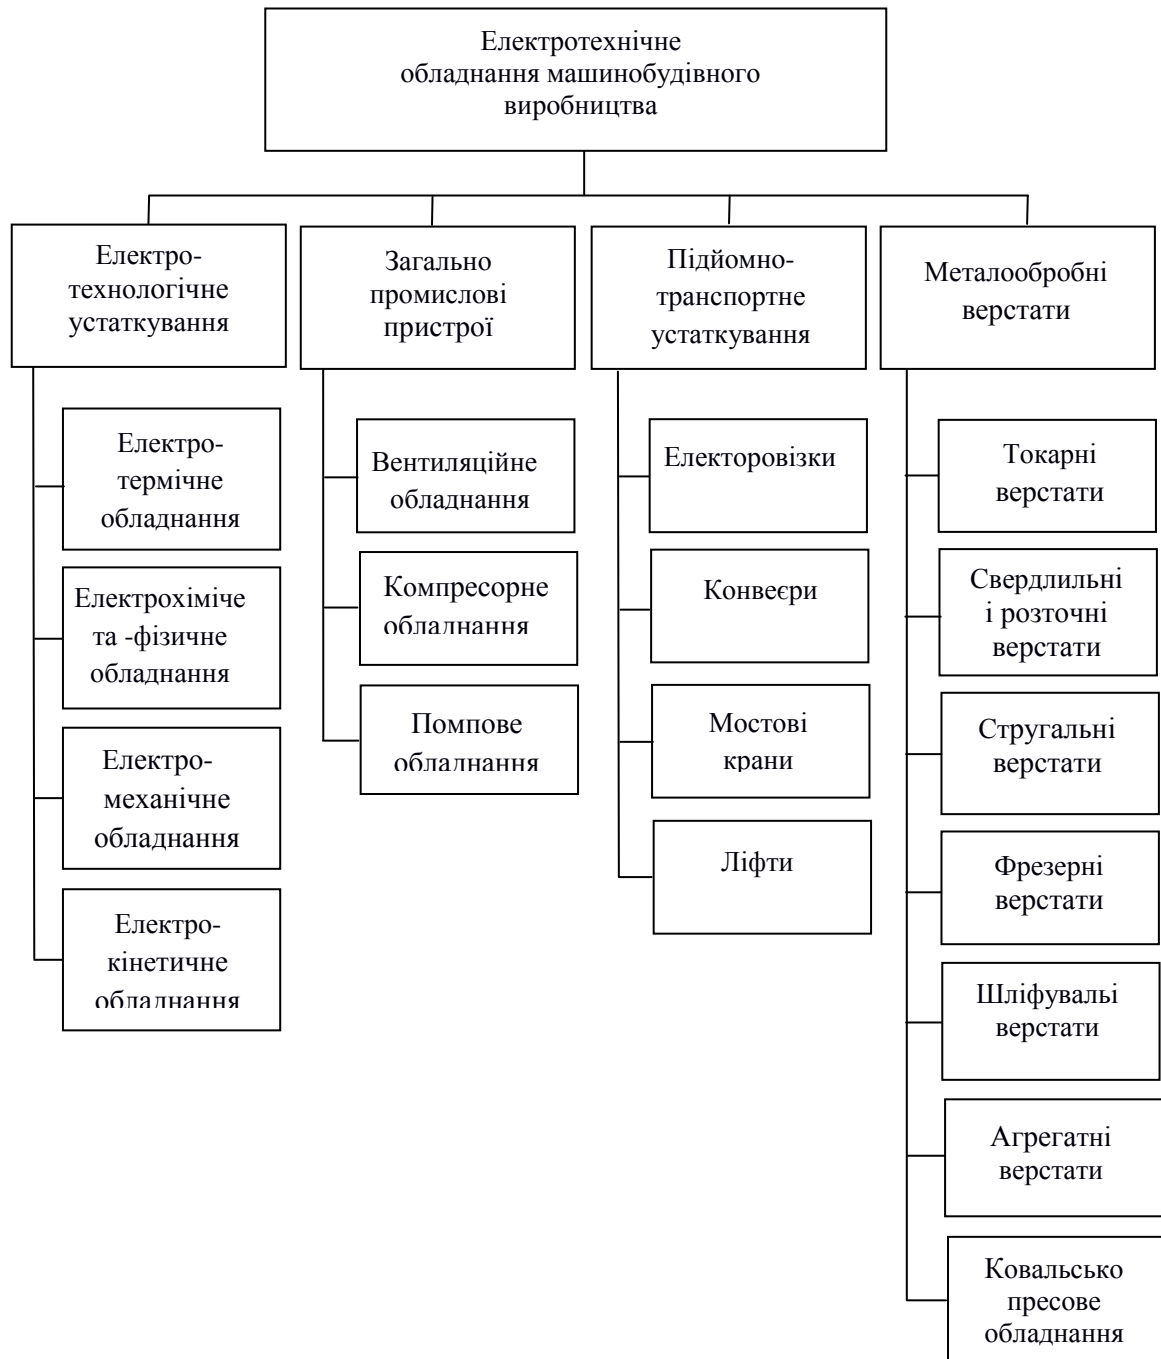 Електротехнічне
обладнання машинобудівного
виробництва
Електро-
технологічне
устаткування
Загально
промислові
пристрої
Підйомно-
транспортне
устаткування
Металообробні
верстати
Електро-
термічне
обладнання
Електрохіміче
та -фізичне
обладнання
Електро-
механічне
обладнання
Електро-
кінетичне
обладнання
Вентиляційне
обладнання
Компресорне
обладнання
Помпове
обладнання
Електоровізки
Конвеєри
Мостові
крани
Ліфти
Токарні
верстати
Свердлильні
і розточні
верстати
Стругальні
верстати
Фрезерні
верстати
Шліфувальі
верстати
Агрегатні
верстати
Ковальсько
пресове
обладнання